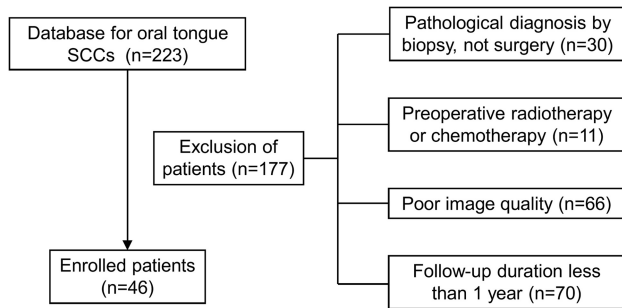 Database for oral tongue
SCCs (n=223)
Exclusion of
patients (n=177)
Enrolled patients
(n=46)
Pathological diagnosis by
biopsy, not surgery (n=30)
Preoperative radiotherapy
or chemotherapy (n=11)
Poor image quality (n=66)
Follow-up duration less
than 1 year (n=70)